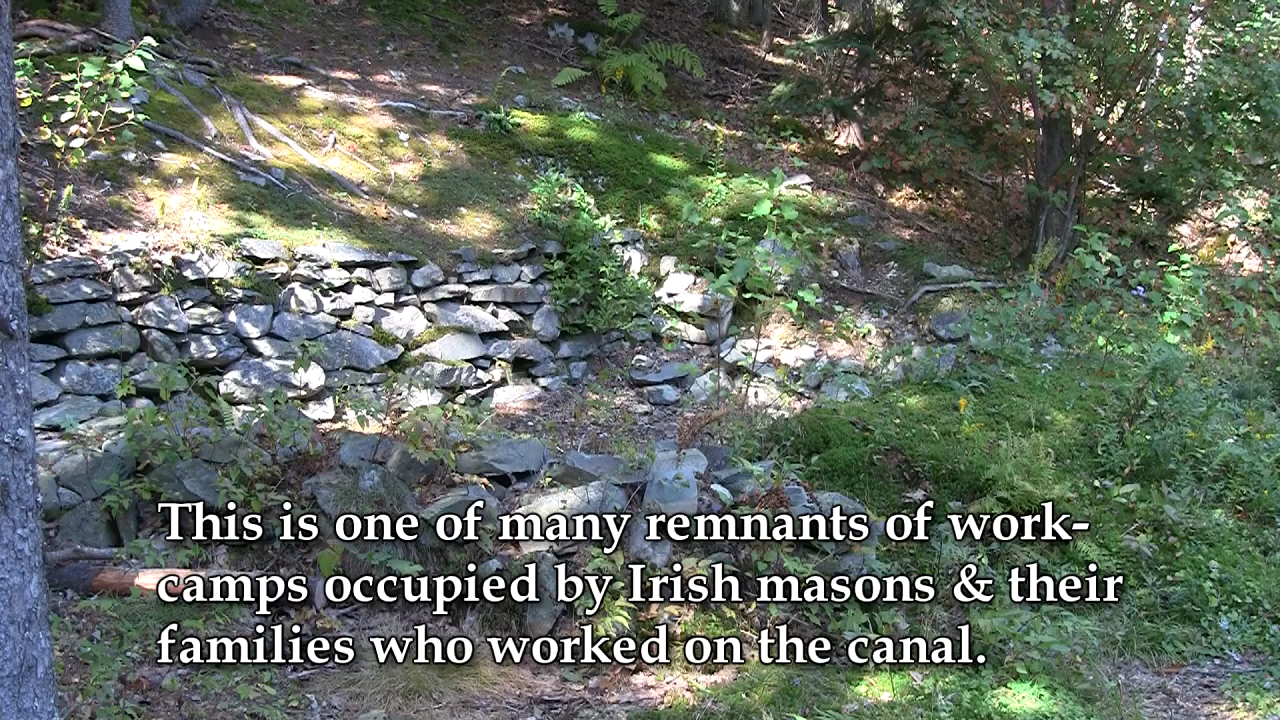 This is one of many remnants of work-
camps occupied by Irish masons & their
families who worked on the canal.